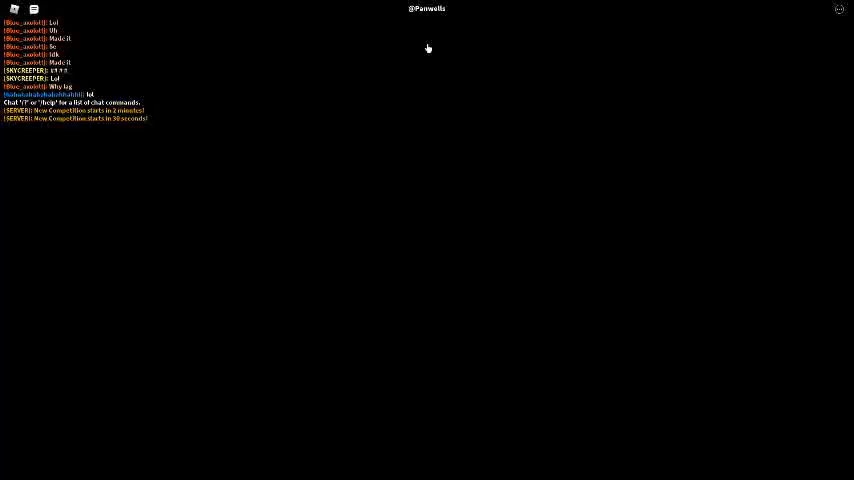 @Panwells
[Blue_axolotl]: Lol
[Blue_axolotl]: Uh
[Blue_axolotl]: Made it
[Blue_axolotl]: So
[Blue_axolotl]: Idk
[Blue_axolotl]: Made it
[SKYCREEPER]: ####
[SKYCREEPER]: Lol
[Blue_axolotl]: Why lag
lol
Chat '/?' or '/help' for a list of chat commands.
[SERVER]: New Competition starts in 2 minutes!
[SERVER]: New Competition starts in 30 seconds!